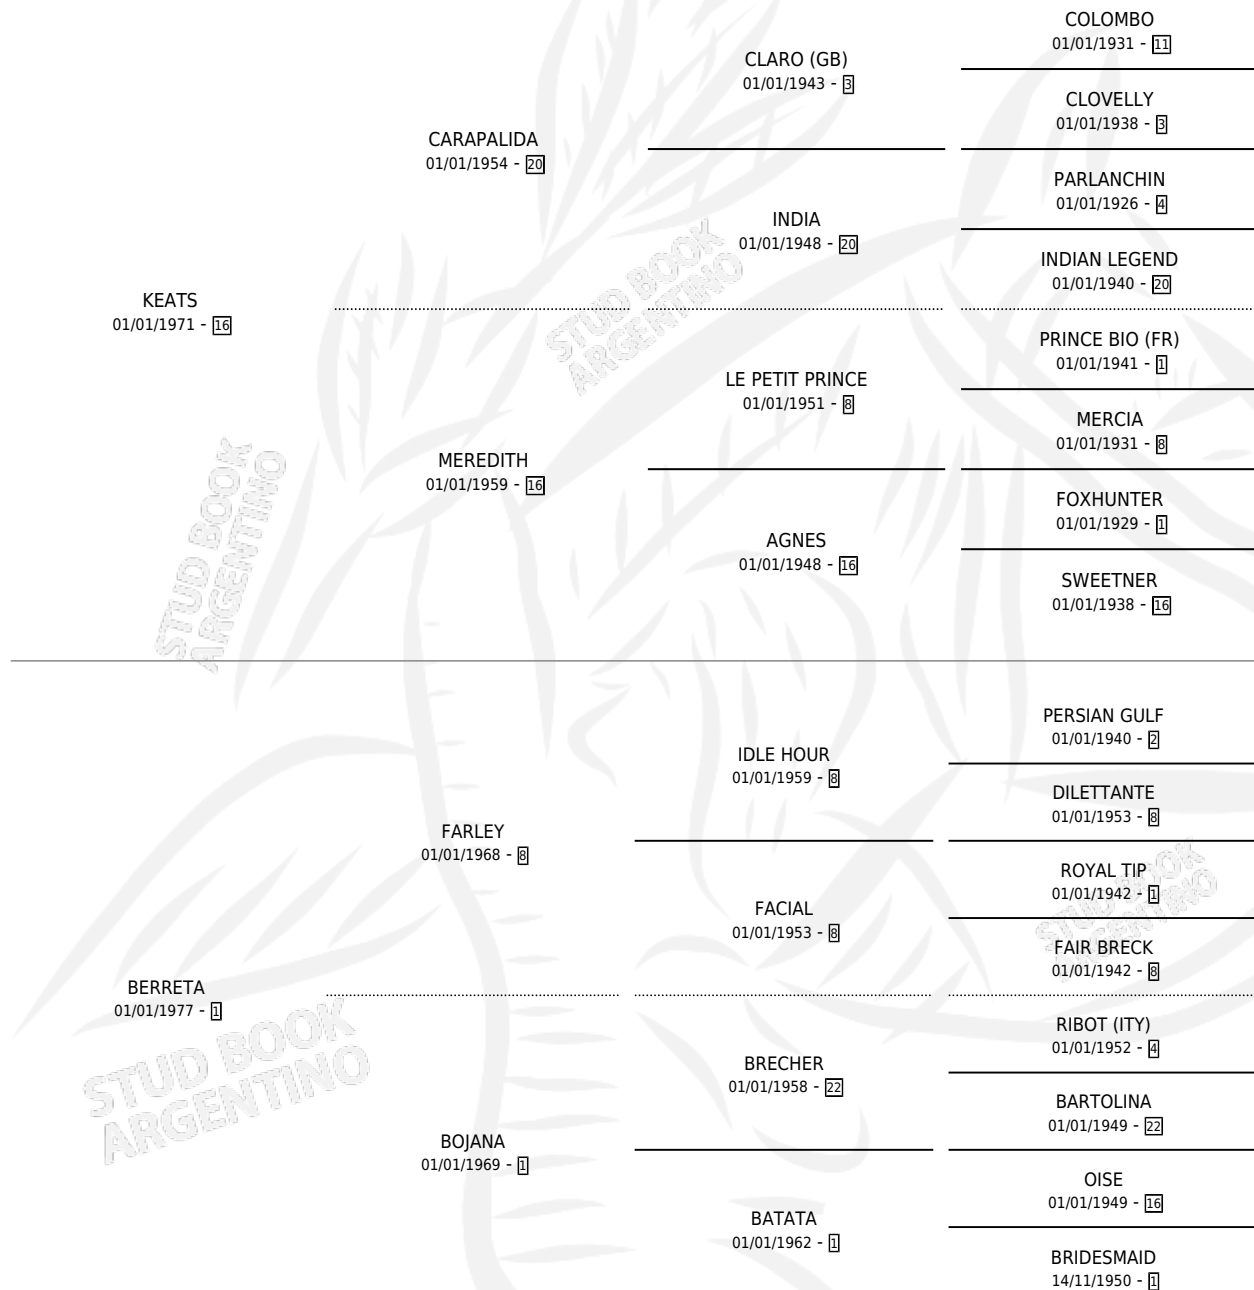 COLOMBO
01/01/1931 - 11
CLARO (GB)
01/01/1943 - 3
CLOVELLY
01/01/1938 - 3
CARAPALIDA
01/01/1954 - 20
PARLANCHIN
01/01/1926 - 4
INDIA
01/01/1948 - 20
INDIAN LEGEND
01/01/1940 - 20
KEATS
01/01/1971 - 16
PRINCE BIO (FR)
01/01/1941 - 1
LE PETIT PRINCE
01/01/1951 - 8
MERCIA
01/01/1931 - 8
MEREDITH
01/01/1959 - 16
FOXHUNTER
01/01/1929 - 1
AGNES
01/01/1948 - 16
SWEETNER
01/01/1938 - 16
STUD BOOK
ARGENTINO
STUD BOOK
ARGENTINO
PERSIAN GULF
01/01/1940 - 2
IDLE HOUR
01/01/1959 - 8
DILETTANTE
01/01/1953 - 8
FARLEY
01/01/1968 - 8
ROYAL TIP
01/01/1942 - 1
FACIAL
01/01/1953 - 8
FAIR BRECK
01/01/1942 - 8
BERRETA
01/01/1977 - 1
RIBOT (ITY)
01/01/1952 - 4
BRECHER
01/01/1958 - 22
BARTOLINA
01/01/1949 - 22
BOJANA
01/01/1969 - 1
OISE
01/01/1949 - 16
BATATA
01/01/1962 - 1
BRIDESMAID
14/11/1950 - 1
STUD BOOK
ARGENTINO
STUD BOOK
ARGENTINO